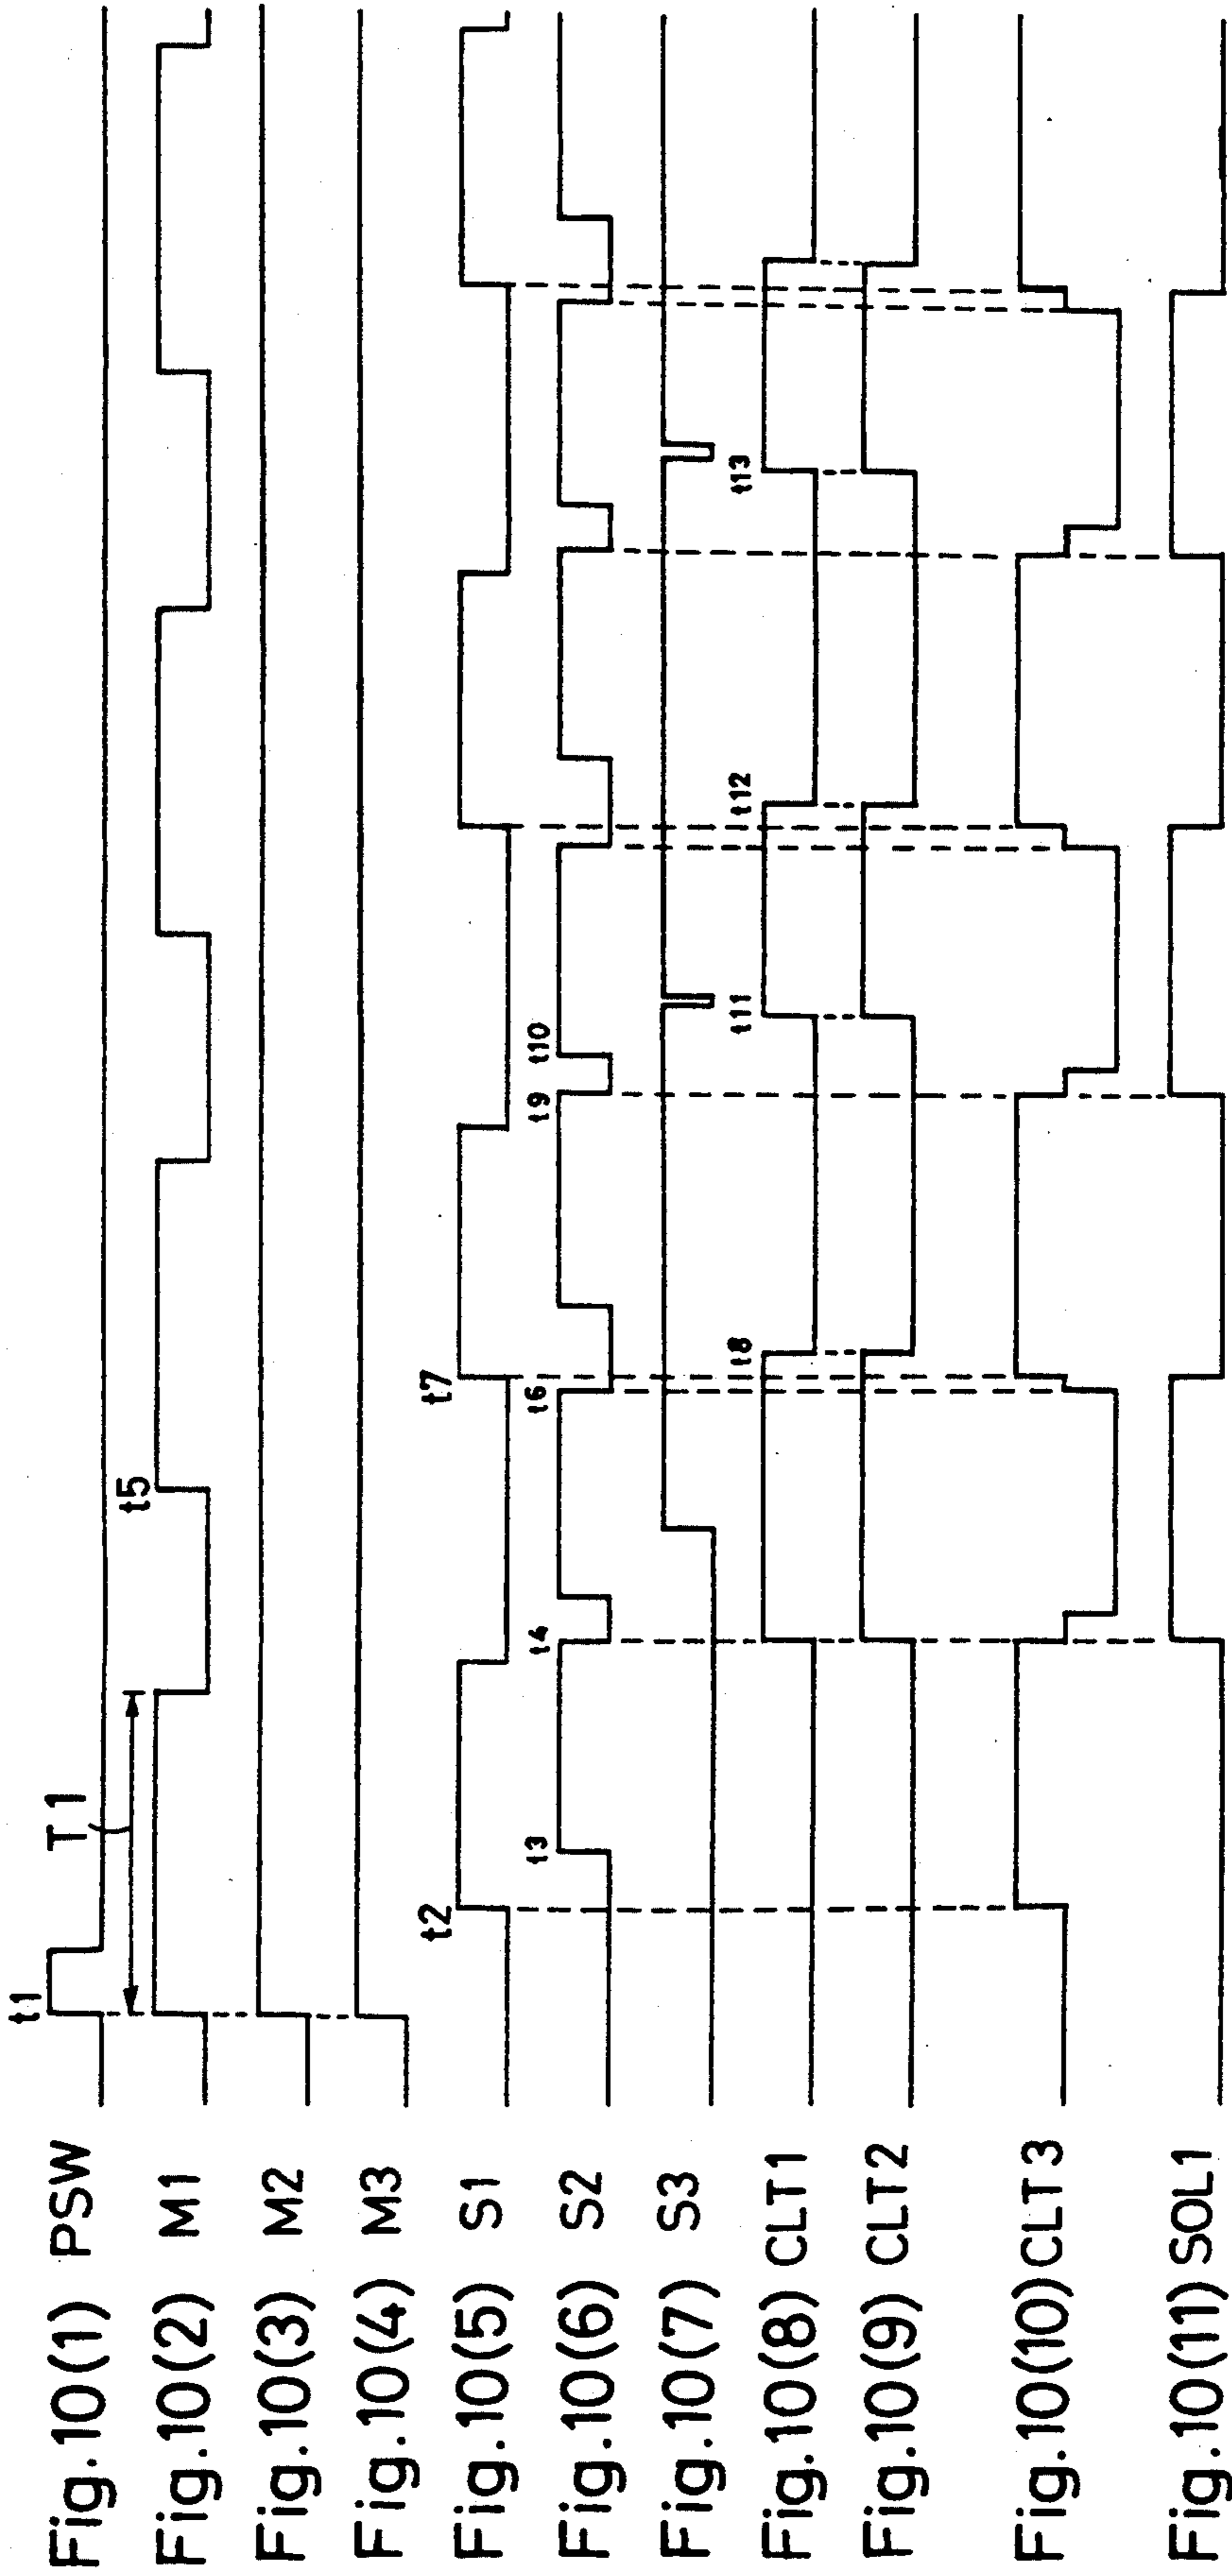 Fig.10(1) PSW
t1
T1
Fig.10(2) M1
t5
Fig.10(3) M2
Fig.10(4) M3
Fig.10(5) S1
t2
t7
Fig.10(6) S2
t3
t4
t6
t9
t10
Fig.10(7) S3
Fig.10(8) CLT1
t8
t11
t12
t13
Fig.10(9) CLT2
Fig.10(10) CLT3
Fig.10(11) SOL1